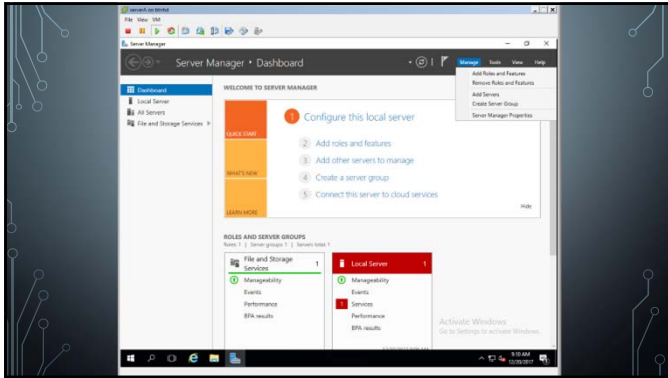 serverA on bitvhst
File View VM
Server Manager
Server Manager • Dashboard
Manage Tools View Help
Add Roles and Features
Remove Roles and Features
Add Servers
Create Server Group
Server Manager Properties
Dashboard
Local Server
All Servers
File and Storage Services
WELCOME TO SERVER MANAGER
QUICK START
WHAT'S NEW
LEARN MORE
1 Configure this local server
2 Add roles and features
3 Add other servers to manage
4 Create a server group
5 Connect this server to cloud services
Hide
ROLES AND SERVER GROUPS
Roles: 1 | Server groups: 1 | Servers total: 1
File and Storage Services 1
Manageability
Events
Performance
BPA results
Local Server 1
Manageability
Events
1 Services
Performance
BPA results
Activate Windows
Go to Settings to activate Windows.
9:10 AM
12/20/2017